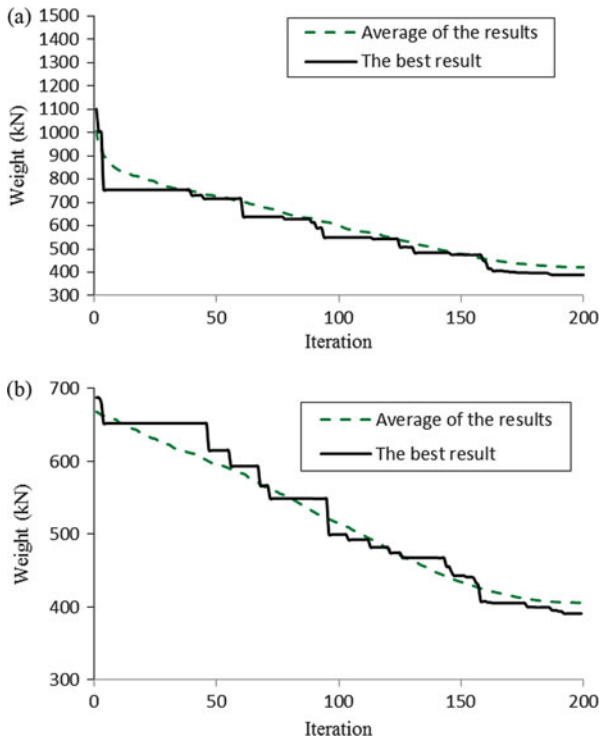 (a)
1500
1400
1300
1200
1100
1000
900
800
700
600
500
400
300
Weight (kN)
Average of the results
The best result
0 50 100 150 200
Iteration
(b)
700
600
500
400
300
Weight (kN)
Average of the results
The best result
0 50 100 150 200
Iteration